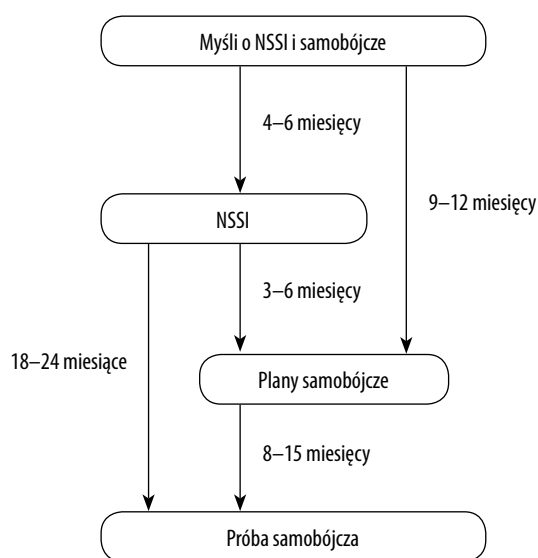 Myśli o NSSI i samobójcze
4–6 miesięcy
9–12 miesięcy
NSSI
3–6 miesięcy
18–24 miesiące
Plany samobójcze
8–15 miesięcy
Próba samobójcza